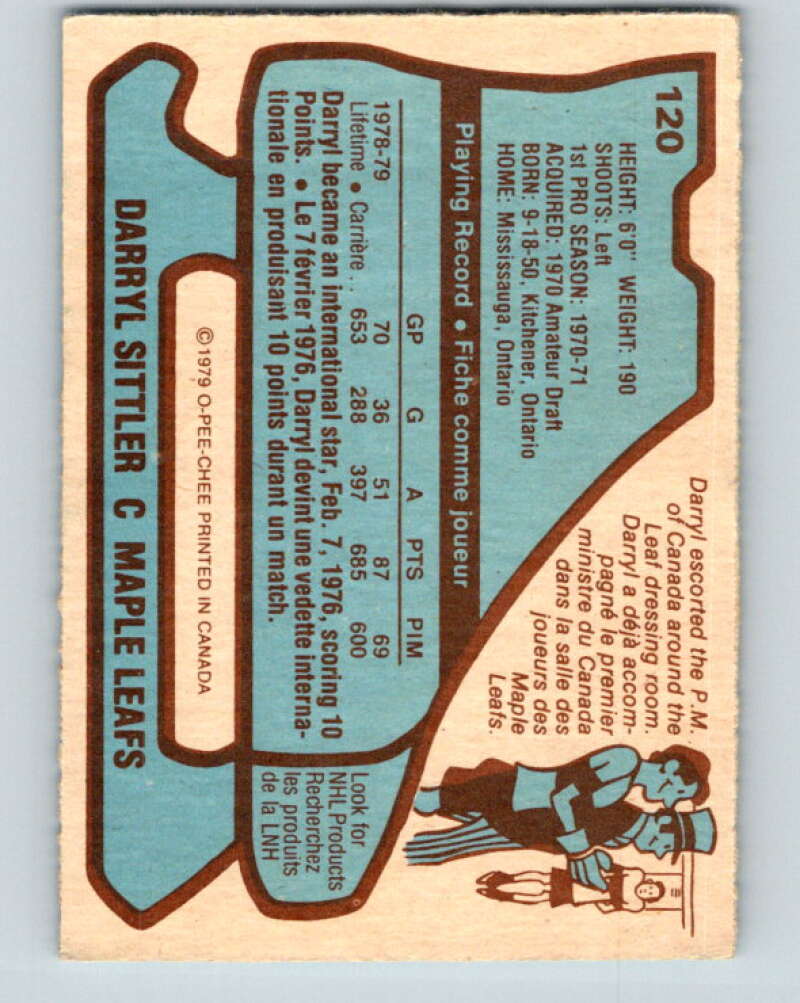 120
HEIGHT: 6'0" WEIGHT: 190
SHOOTS: Left
1st PRO SEASON: 1970-71
ACQUIRED: 1970 Amateur Draft
BORN: 9-18-50, Kitchener, Ontario
HOME: Mississauga, Ontario
Darryl escorted the P.M.
of Canada around the
Leaf dressing room.
Darryl a déjà accom-
pagné le premier
ministre du Canada
dans la salle des
joueurs des
Maple
Leafs.
Playing Record • Fiche comme joueur
GP G A PTS PIM
1978-79 70 36 51 87 69
Lifetime • Carrière .. 653 288 397 685 600
Darryl became an international star, Feb. 7, 1976, scoring 10
Points. • Le 7 février 1976, Darryl devint une vedette interna-
tionale en produisant 10 points durant un match.
Look for
NHL Products
Recherchez
les produits
de la LNH
©1979 O-PEE-CHEE PRINTED IN CANADA
DARRYL SITTLER C MAPLE LEAFS